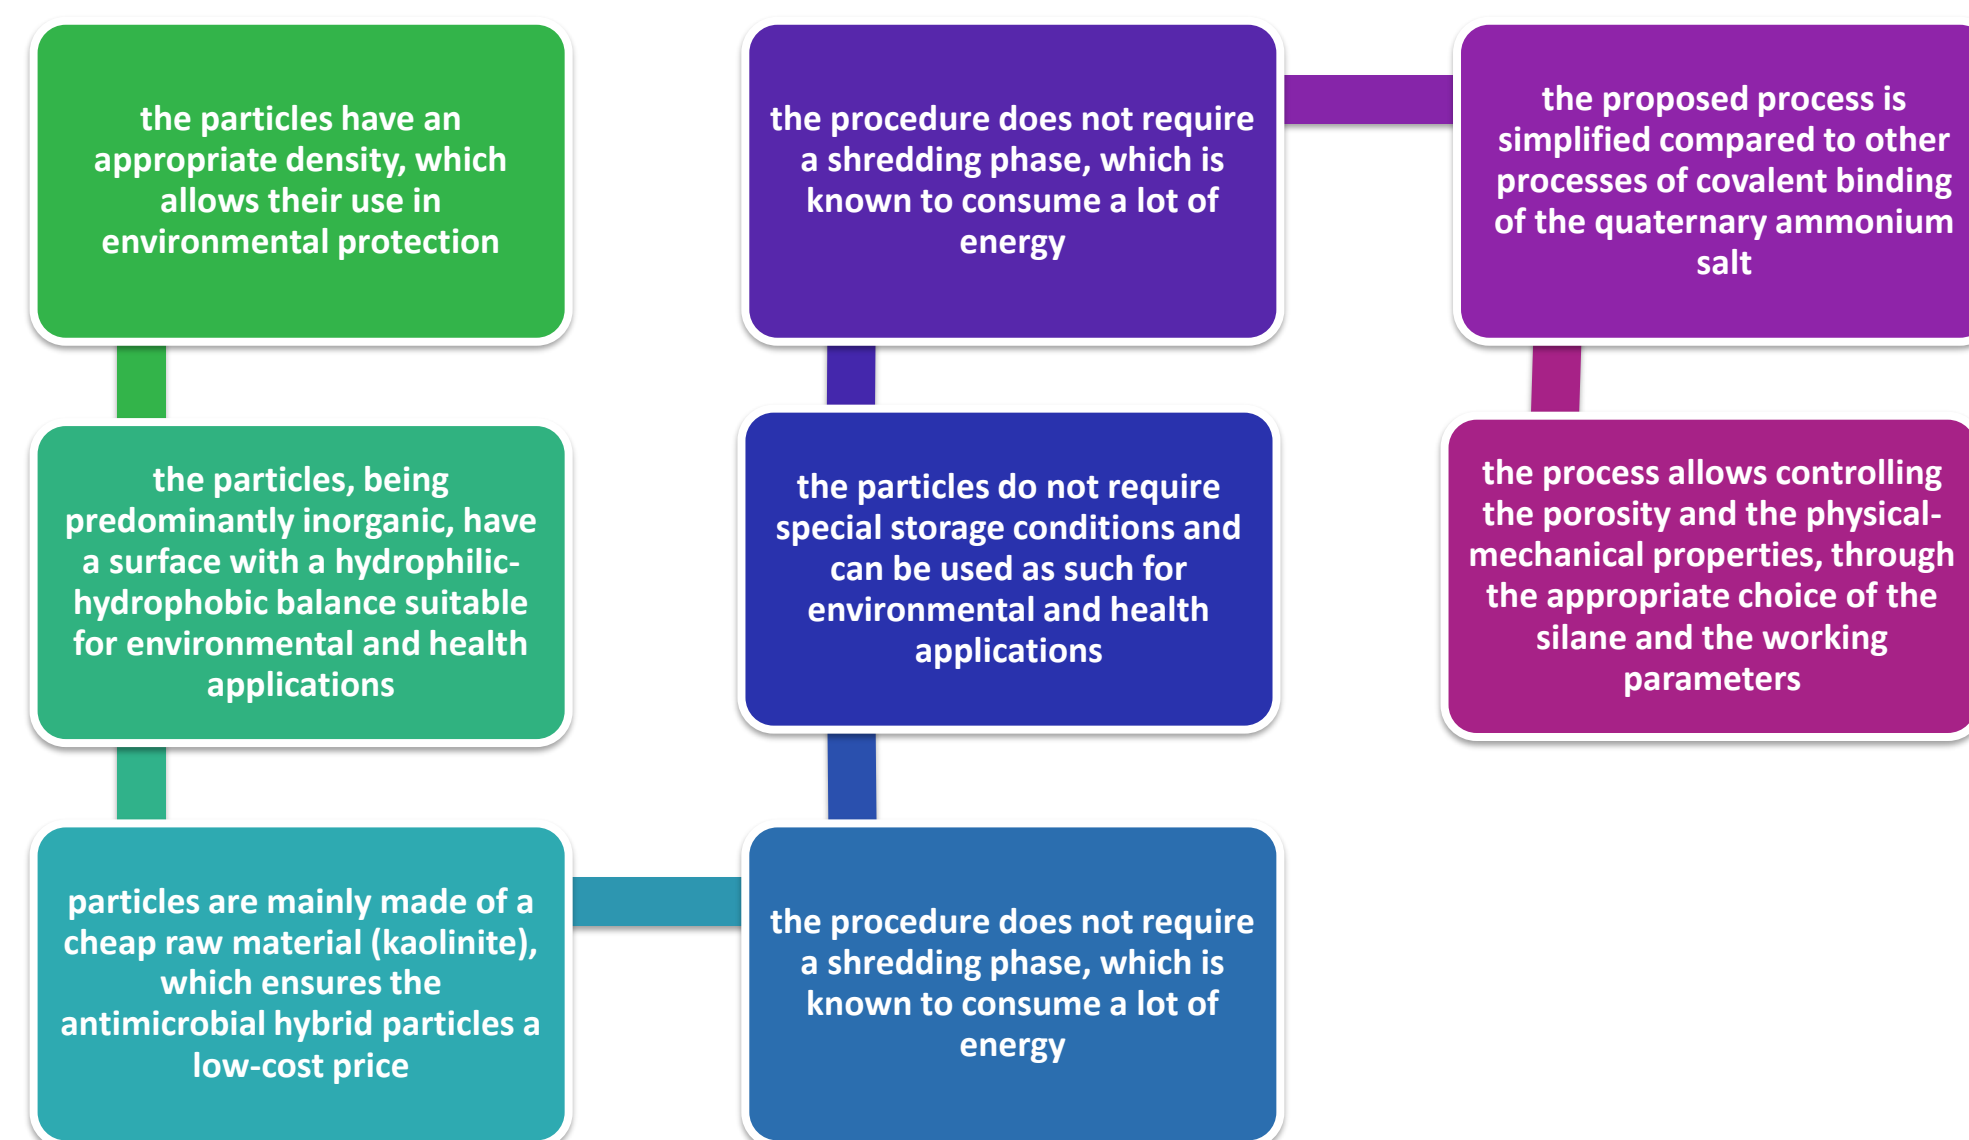 the particles have an
appropriate density, which
allows their use in
environmental protection
the particles, being
predominantly inorganic, have
a surface with a hydrophilic-
hydrophobic balance suitable
for environmental and health
applications
particles are mainly made of a
cheap raw material (kaolinite),
which ensures the
antimicrobial hybrid particles a
low-cost price
the procedure does not require
a shredding phase, which is
known to consume a lot of
energy
the particles do not require
special storage conditions and
can be used as such for
environmental and health
applications
the procedure does not require
a shredding phase, which is
known to consume a lot of
energy
the proposed process is
simplified compared to other
processes of covalent binding
of the quaternary ammonium
salt
the process allows controlling
the porosity and the physical-
mechanical properties, through
the appropriate choice of the
silane and the working
parameters